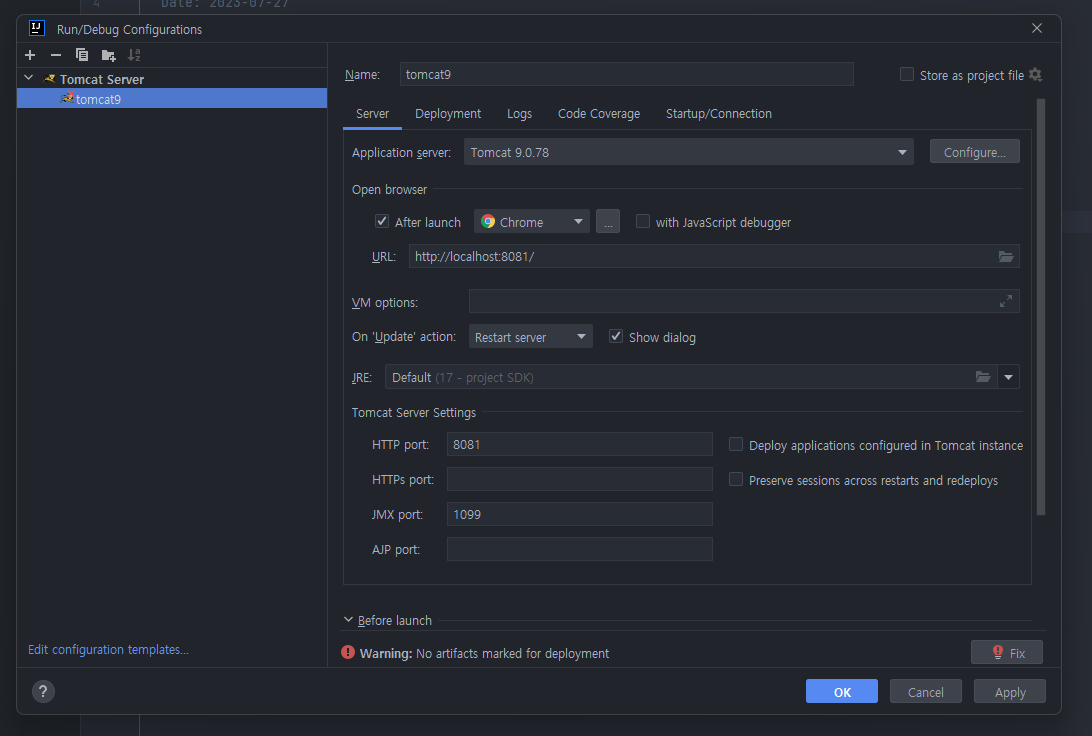 4 Date: 2023-07-27
Run/Debug Configurations
Tomcat Server
tomcat9
Name: tomcat9 Store as project file
Server Deployment Logs Code Coverage Startup/Connection
Application server: Tomcat 9.0.78 Configure...
Open browser
After launch Chrome ... with JavaScript debugger
URL: http://localhost:8081/
VM options:
On 'Update' action: Restart server Show dialog
JRE: Default (17 - project SDK)
Tomcat Server Settings
HTTP port: 8081 Deploy applications configured in Tomcat instance
HTTPs port: Preserve sessions across restarts and redeploys
JMX port: 1099
AJP port:
Before launch
Edit configuration templates...
Warning: No artifacts marked for deployment Fix
? OK Cancel Apply